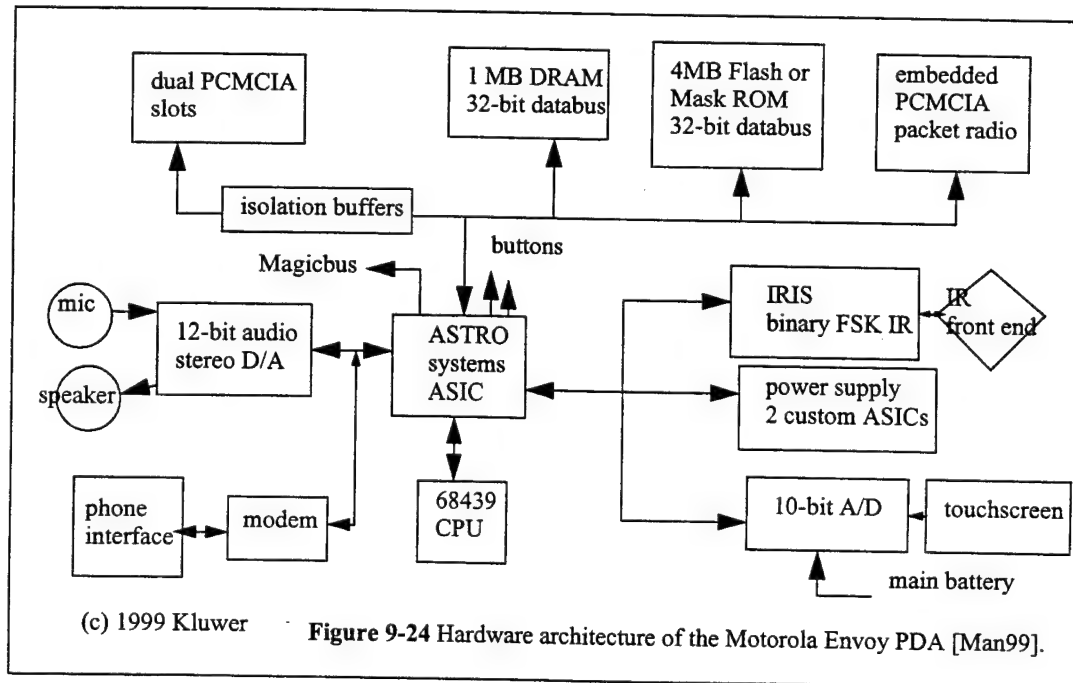 dual PCMCIA
slots
1 MB DRAM
32-bit databus
4MB Flash or
Mask ROM
32-bit databus
embedded
PCMCIA
packet radio
isolation buffers
buttons
Magicbus
mic
12-bit audio
stereo D/A
speaker
ASTRO
systems
ASIC
IRIS
binary FSK IR
IR
front end
power supply
2 custom ASICs
phone
interface
modem
68439
CPU
10-bit A/D
touchscreen
main battery
(c) 1999 Kluwer
Figure 9-24 Hardware architecture of the Motorola Envoy PDA [Man99].